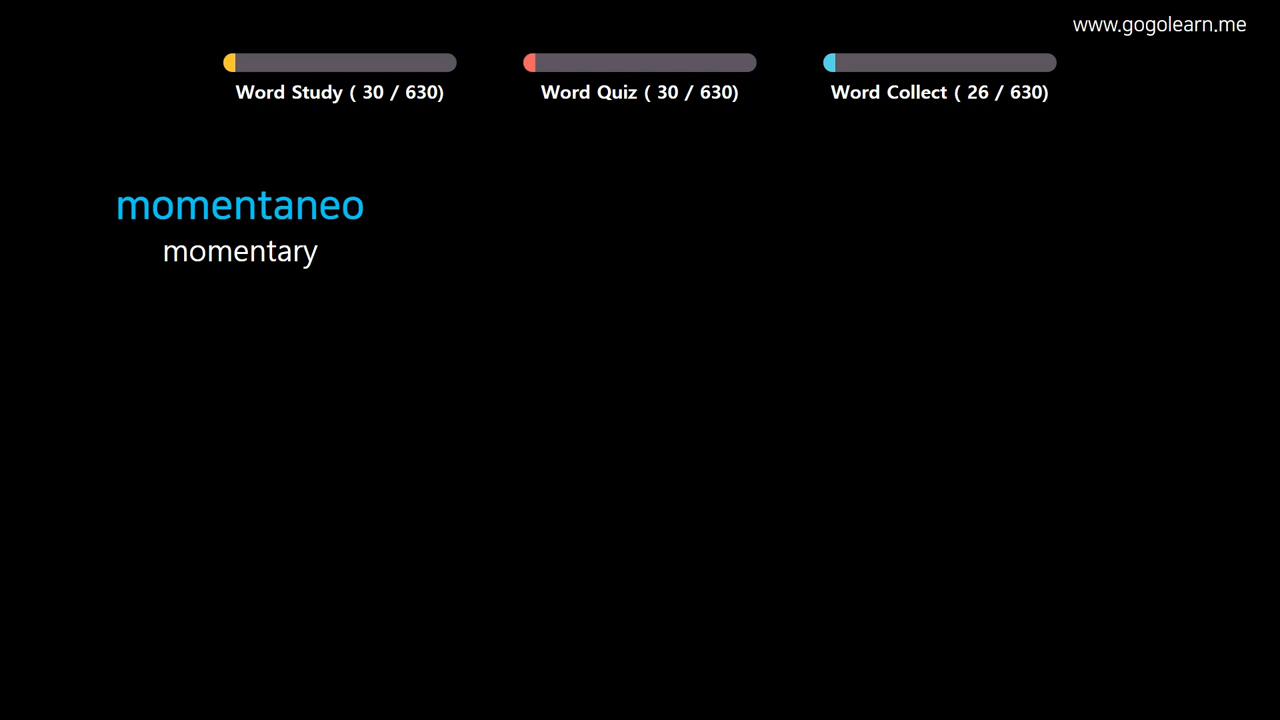 www.gogolearn.me
Word Study ( 30 / 630)
Word Quiz ( 30 / 630)
Word Collect ( 26 / 630)
momentaneo
momentary